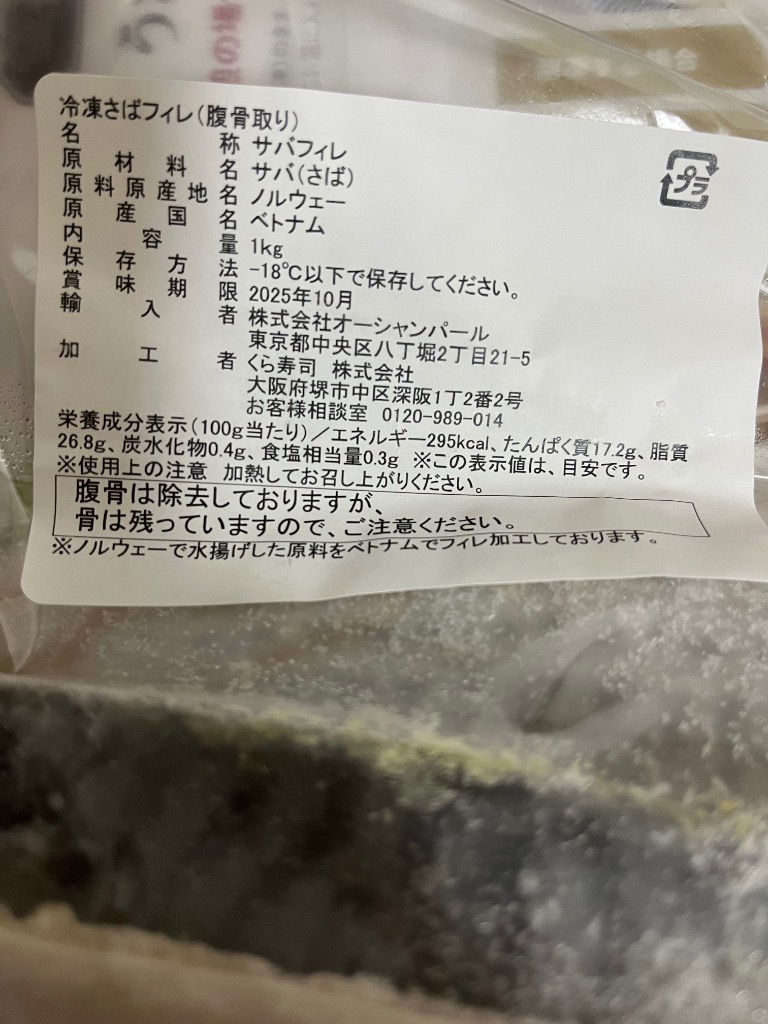 冷凍さばフィレ(腹骨取り)
名称 サバフィレ
原材料名 サバ(さば)
原料原産地名 ノルウェー
原産国名 ベトナム
内容量 1kg
保存方法 -18℃以下で保存してください。
賞味期限 2025年10月
輸入者 株式会社オーシャンパール
東京都中央区八丁堀2丁目21-5
加工者 くら寿司 株式会社
大阪府堺市中区深阪1丁2番2号
お客様相談室 0120-989-014
栄養成分表示(100g当たり)/エネルギー295kcal、たんぱく質17.2g、脂質
26.8g、炭水化物0.4g、食塩相当量0.3g ※この表示値は、目安です。
※使用上の注意 加熱してお召し上がりください。
腹骨は除去しておりますが、
骨は残っていますので、ご注意ください。
※ノルウェーで水揚げした原料をベトナムでフィレ加工しております。
プラ